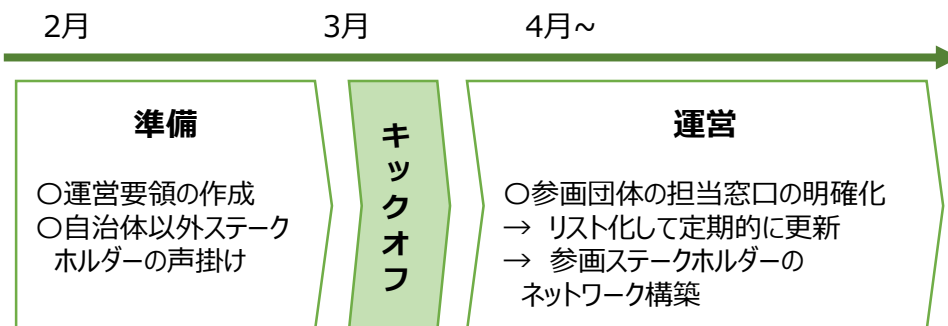 2月 3月 4月~
準備
〇運営要領の作成
〇自治体以外ステーク
ホルダーの声掛け
キックオフ
運営
〇参画団体の担当窓口の明確化
→ リスト化して定期的に更新
→ 参画ステークホルダーの
ネットワーク構築